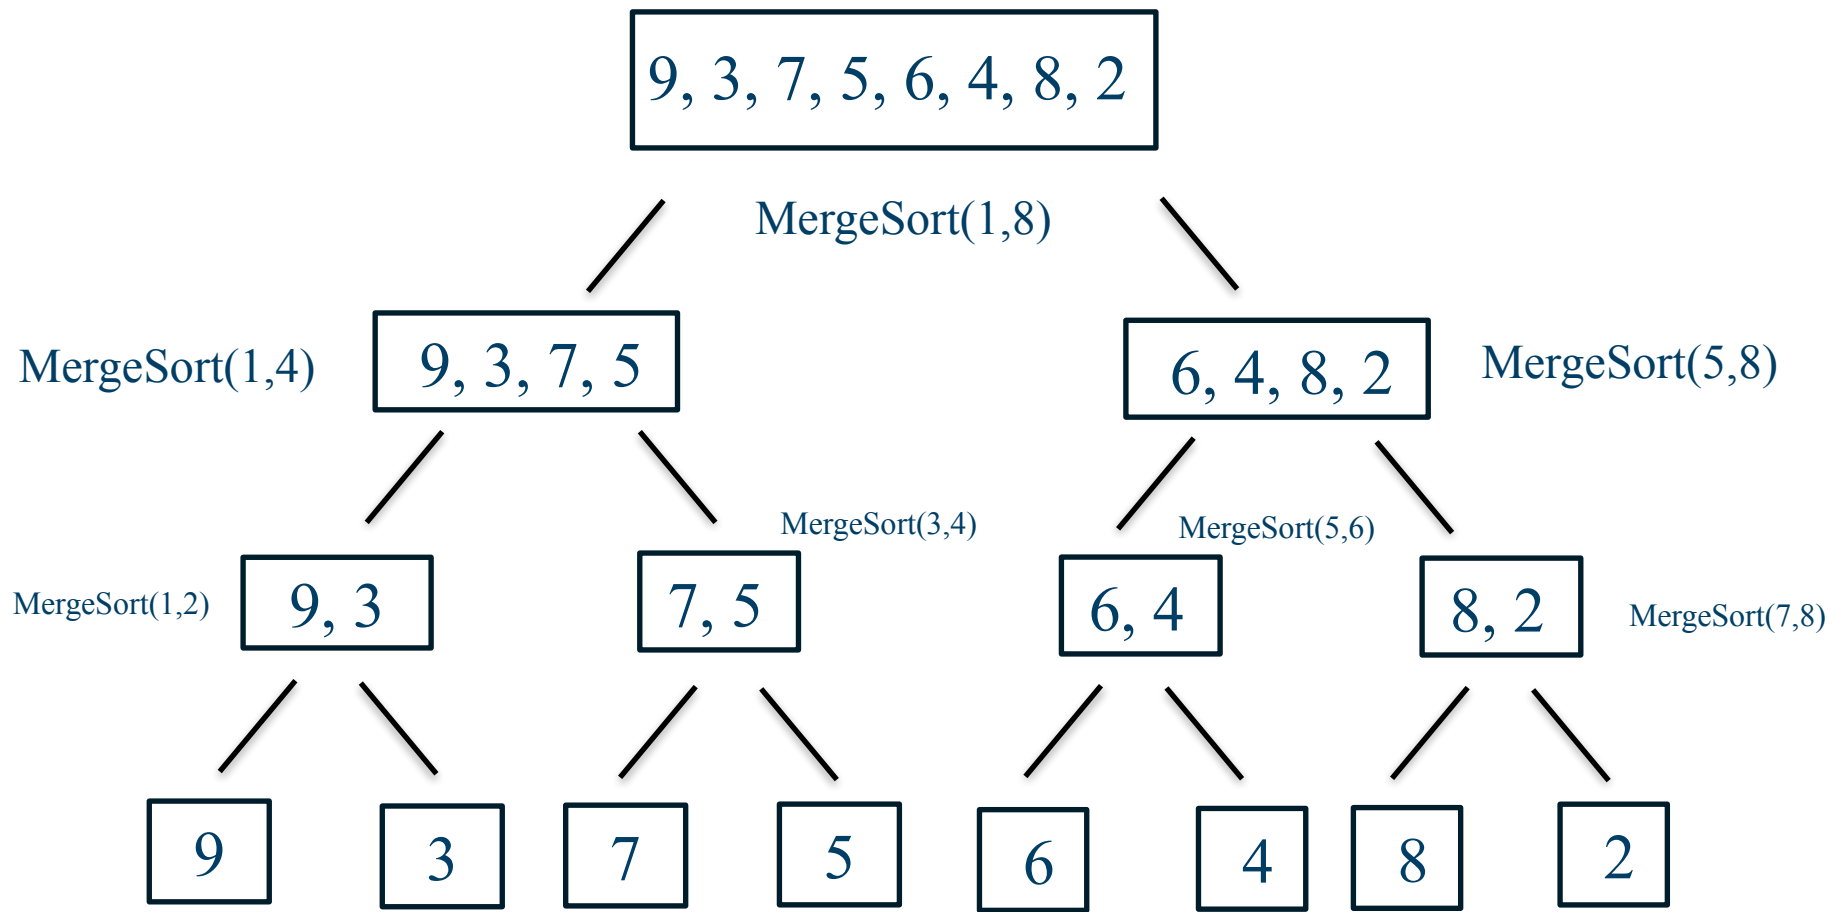 9, 3, 7, 5, 6, 4, 8, 2
MergeSort(1,8)
MergeSort(1,4)
9, 3, 7, 5
6, 4, 8, 2
MergeSort(5,8)
MergeSort(3,4)
MergeSort(5,6)
MergeSort(1,2)
9, 3
7, 5
6, 4
8, 2
MergeSort(7,8)
9
3
7
5
6
4
8
2